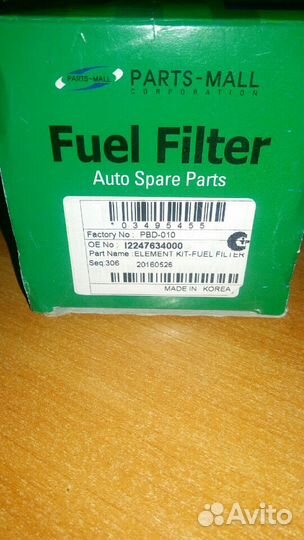 PARTS-MALL
PARTS-MALL
CORPORATION
Fuel Filter
Auto Spare Parts
*03495455
Factory No : PBD-010
OE No : I2247634000
Part Name :ELEMENT KIT-FUEL FILTER
Seq.306 20160526
MADE IN KOREA
Avito